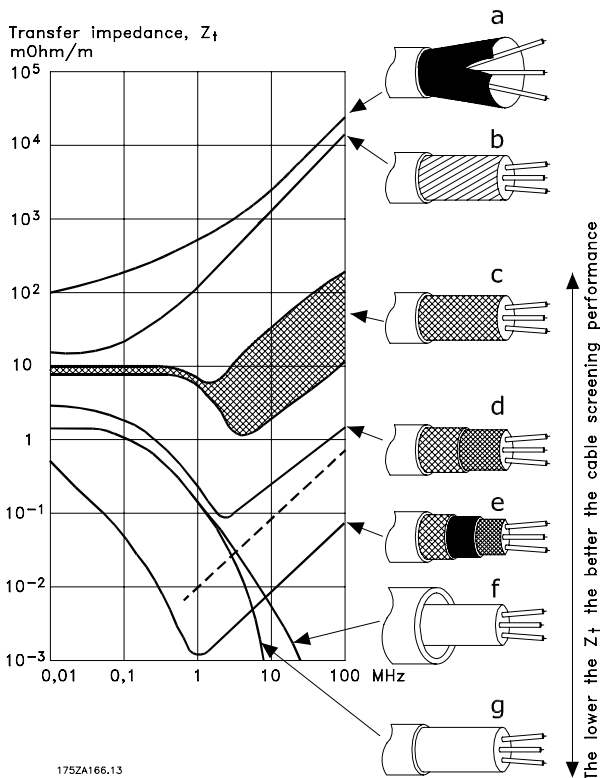 Transfer impedance, Zt
mOhm/m
10⁵
10⁴
10³
10²
10
1
10⁻¹
10⁻²
10⁻³
0,01 0,1 1 10 100 MHz
a
b
c
d
e
f
g
The lower the Zt the better the cable screening performance
175ZA166.13